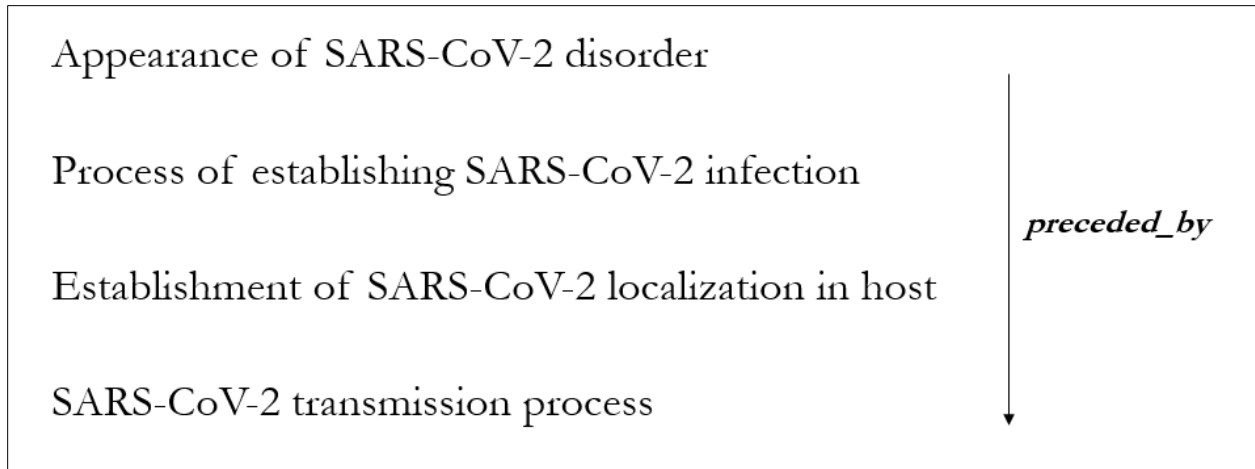 Appearance of SARS-CoV-2 disorder
Process of establishing SARS-CoV-2 infection
preceded_by
Establishment of SARS-CoV-2 localization in host
SARS-CoV-2 transmission process